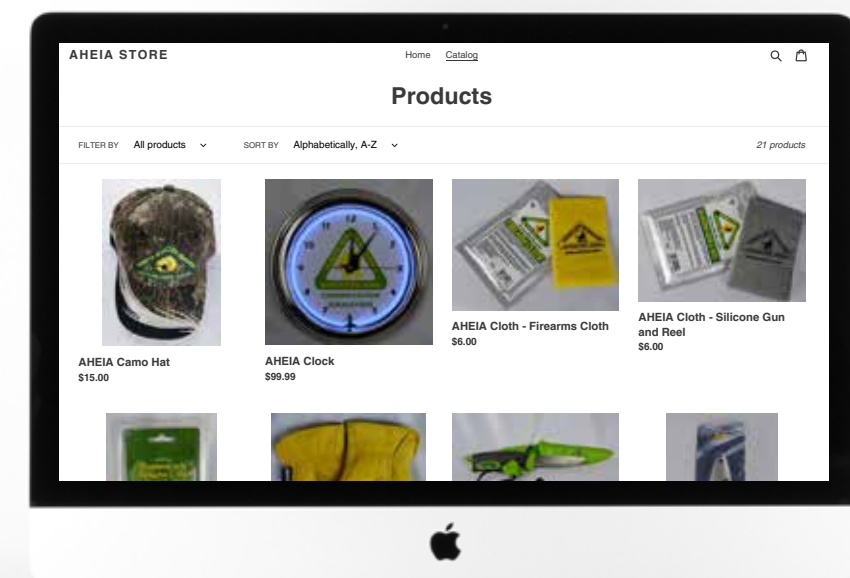 AHEIA STORE
Home Catalog
Products
FILTER BY All products
SORT BY Alphabetically, A-Z
21 products
12
AHEIA Camo Hat
$15.00
AHEIA Clock
$99.99
AHEIA Cloth - Firearms Cloth
$6.00
AHEIA Cloth - Silicone Gun
and Reel
$6.00